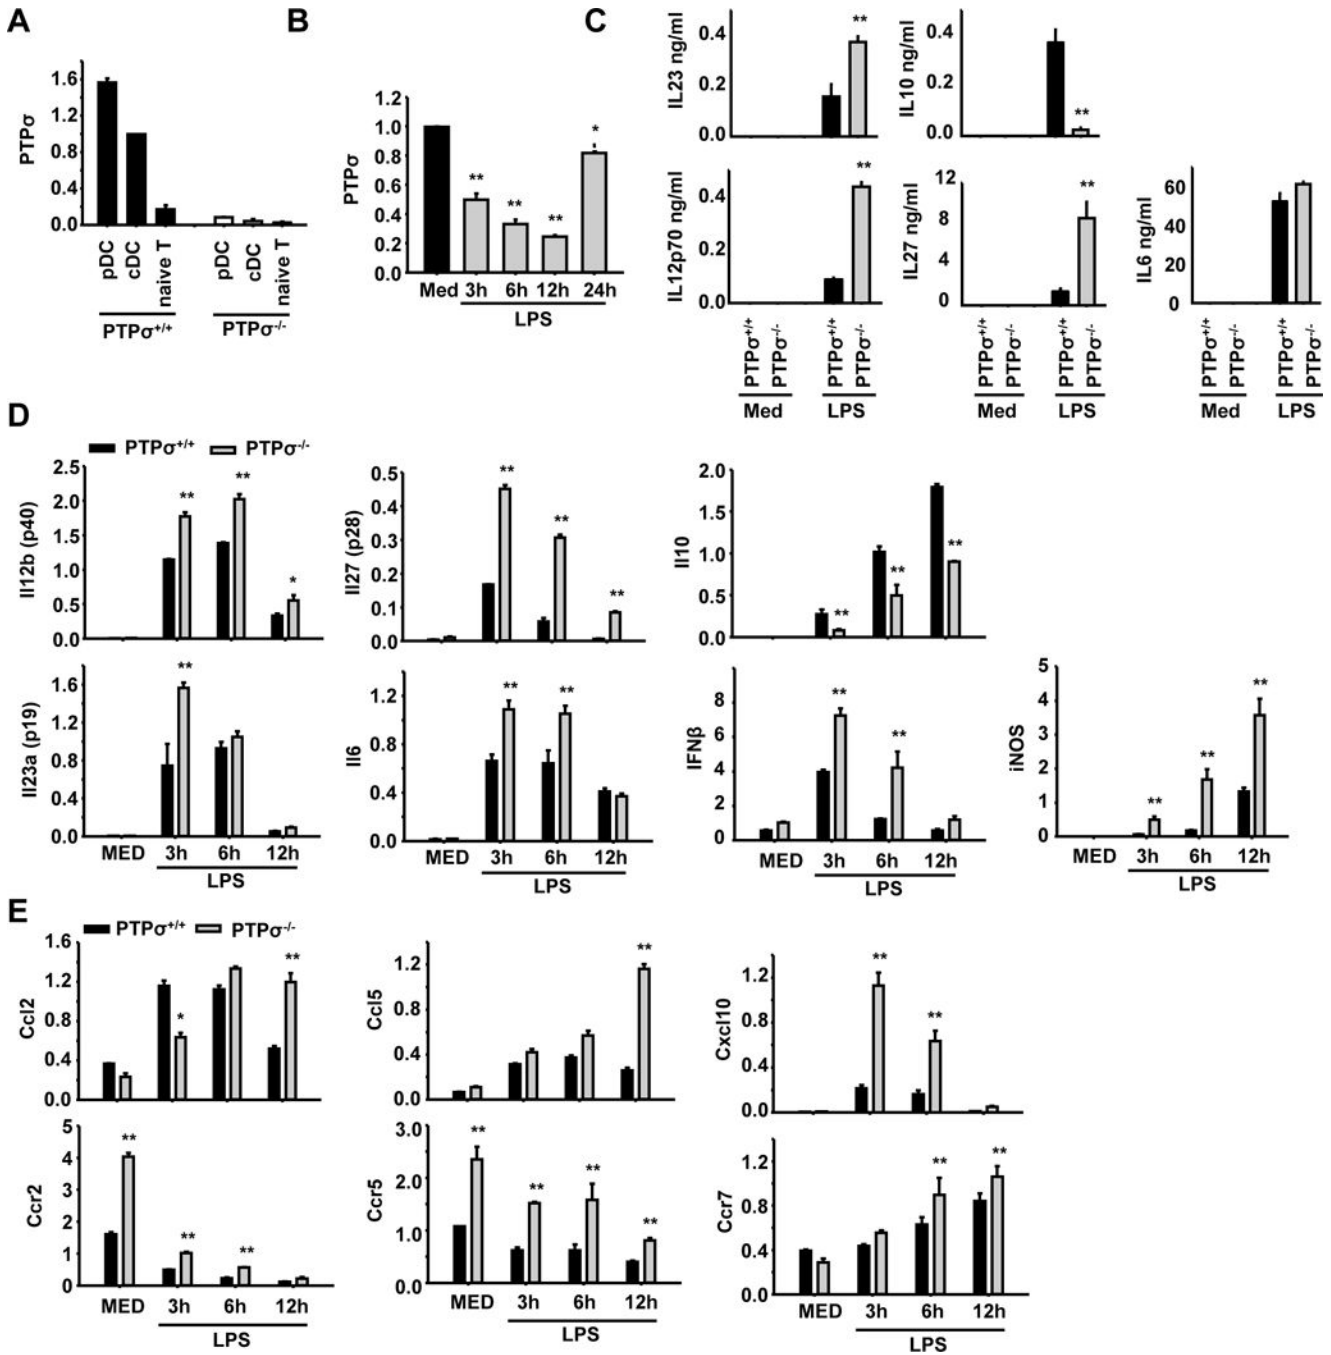 A
PTPσ
1.6
1.2
0.8
0.4
0.0
pDC
cDC
naive T
pDC
cDC
naive T
PTPσ+/+
PTPσ-/-
B
PTPσ
1.2
1.0
0.8
0.6
0.4
0.2
0.0
**
**
**
*
Med 3h 6h 12h 24h
LPS
C
IL23 ng/ml
0.4
0.2
0.0
**
IL10 ng/ml
0.4
0.2
0.0
**
IL12p70 ng/ml
0.4
0.2
0.0
**
PTPσ+/+
PTPσ-/-
PTPσ+/+
PTPσ-/-
Med LPS
IL27 ng/ml
12
8
4
0
**
PTPσ+/+
PTPσ-/-
PTPσ+/+
PTPσ-/-
Med LPS
IL6 ng/ml
60
40
20
0
PTPσ+/+
PTPσ-/-
PTPσ+/+
PTPσ-/-
Med LPS
D
PTPσ+/+ PTPσ-/-
Il12b (p40)
2.5
2.0
1.5
1.0
0.5
0.0
**
**
*
Il27 (p28)
0.5
0.4
0.3
0.2
0.1
0.0
**
**
**
Il10
2.0
1.5
1.0
0.5
0.0
**
**
**
Il23a (p19)
1.6
1.2
0.8
0.4
0.0
**
MED 3h 6h 12h
LPS
Il6
1.2
0.8
0.4
0.0
**
**
MED 3h 6h 12h
LPS
IFNβ
8
6
4
2
0
**
**
MED 3h 6h 12h
LPS
iNOS
5
4
3
2
1
0
**
**
**
MED 3h 6h 12h
LPS
E
PTPσ+/+ PTPσ-/-
Ccl2
1.6
1.2
0.8
0.4
0.0
*
**
Ccl5
1.2
0.8
0.4
0.0
**
Cxcl10
1.2
0.8
0.4
0.0
**
**
Ccr2
5
4
3
2
1
0
**
**
**
MED 3h 6h 12h
LPS
Ccr5
3.0
2.0
1.0
0.0
**
**
**
**
MED 3h 6h 12h
LPS
Ccr7
1.2
0.8
0.4
0.0
**
**
MED 3h 6h 12h
LPS